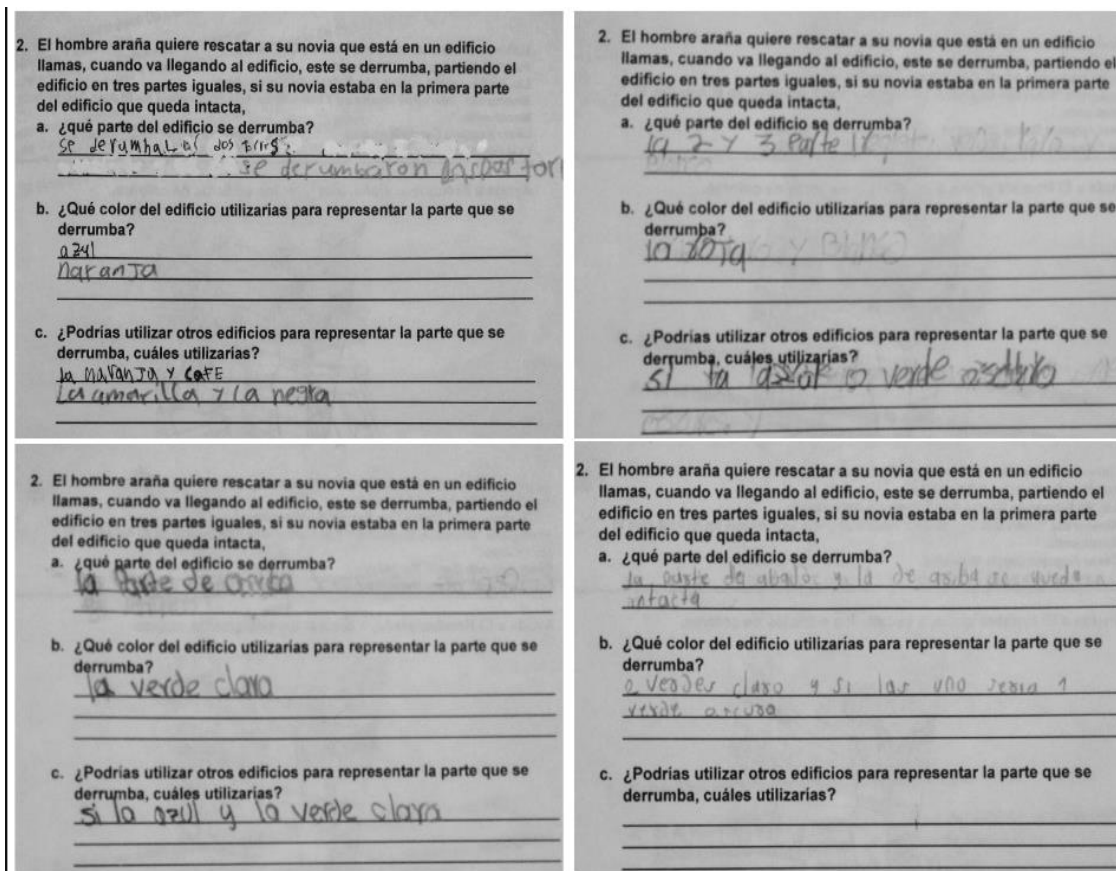 2. El hombre araña quiere rescatar a su novia que está en un edificio
llamas, cuando va llegando al edificio, este se derrumba, partiendo el
edificio en tres partes iguales, si su novia estaba en la primera parte
del edificio que queda intacta,
a. ¿qué parte del edificio se derrumba?
se derumba dos
se derumbaron
b. ¿Qué color del edificio utilizarías para representar la parte que se
derrumba?
azul
naranja
c. ¿Podrías utilizar otros edificios para representar la parte que se
derrumba, cuáles utilizarías?
la naranja y cafe
la amarilla y la negra
2. El hombre araña quiere rescatar a su novia que está en un edificio
llamas, cuando va llegando al edificio, este se derrumba, partiendo el
edificio en tres partes iguales, si su novia estaba en la primera parte
del edificio que queda intacta,
a. ¿qué parte del edificio se derrumba?
la 2 y 3 Parte
b. ¿Qué color del edificio utilizarías para representar la parte que se
derrumba?
la roja
c. ¿Podrías utilizar otros edificios para representar la parte que se
derrumba, cuáles utilizarías?
si la o verde
2. El hombre araña quiere rescatar a su novia que está en un edificio
llamas, cuando va llegando al edificio, este se derrumba, partiendo el
edificio en tres partes iguales, si su novia estaba en la primera parte
del edificio que queda intacta,
a. ¿qué parte del edificio se derrumba?
la Parte de arriba
b. ¿Qué color del edificio utilizarías para representar la parte que se
derrumba?
la verde clara
c. ¿Podrías utilizar otros edificios para representar la parte que se
derrumba, cuáles utilizarías?
si la azul y la verde clara
2. El hombre araña quiere rescatar a su novia que está en un edificio
llamas, cuando va llegando al edificio, este se derrumba, partiendo el
edificio en tres partes iguales, si su novia estaba en la primera parte
del edificio que queda intacta,
a. ¿qué parte del edificio se derrumba?
la parte de abajo y la de se queda
intacta
b. ¿Qué color del edificio utilizarías para representar la parte que se
derrumba?
2 verdes claro y si las uno seria 1
verde
c. ¿Podrías utilizar otros edificios para representar la parte que se
derrumba, cuáles utilizarías?